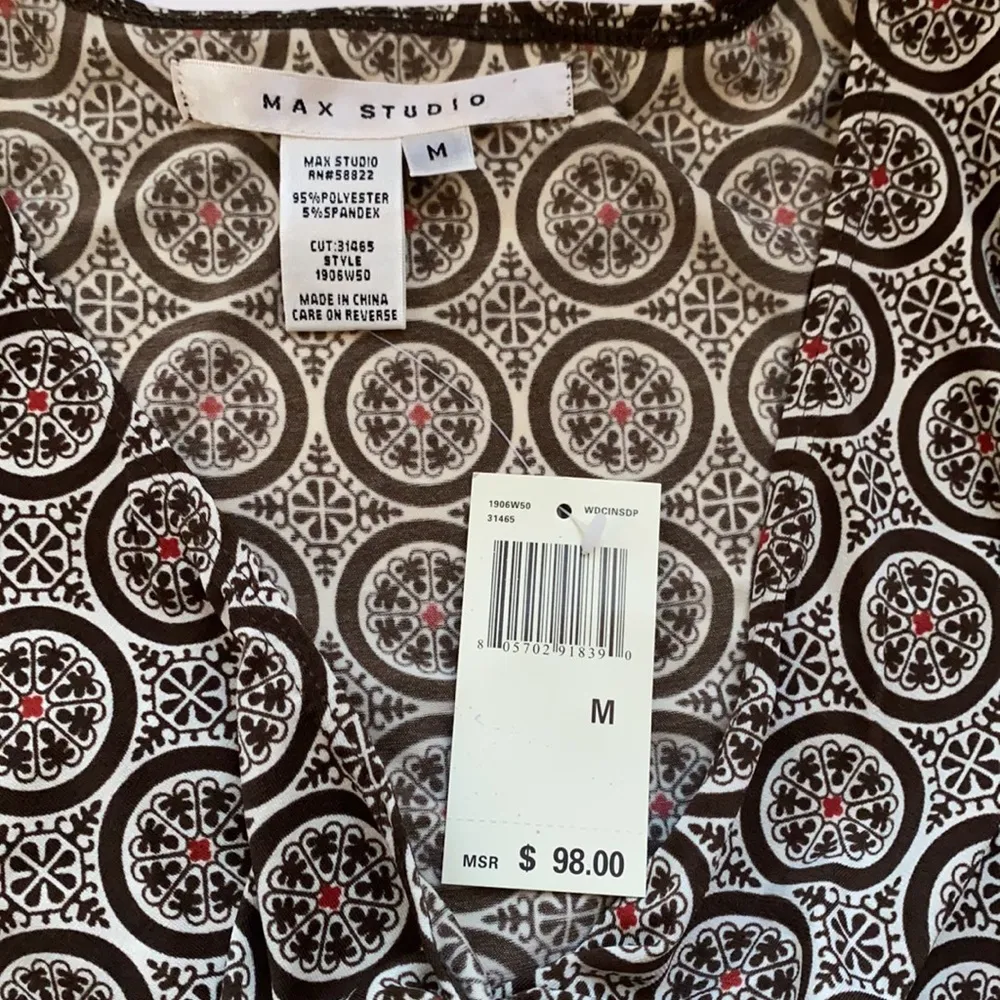 MAX STUDIO
M
MAX STUDIO
RN#58822
95%POLYESTER
5%SPANDEX
CUT:31465
STYLE
1906W50
MADE IN CHINA
CARE ON REVERSE
1906W50 WDCINSDP
31465
8 05702 91839 0
M
MSR $ 98.00